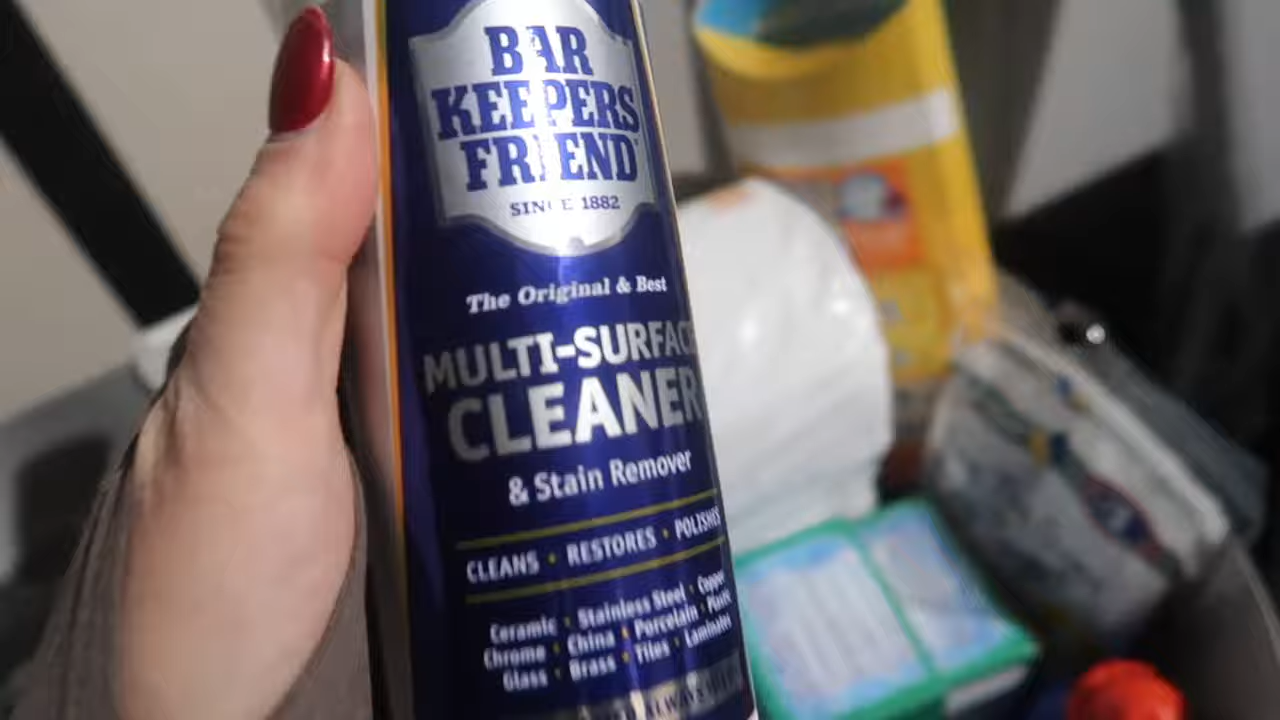 BAR
KEEPERS
FRIEND
SINCE 1882
The Original & Best
MULTI-SURFACE
CLEANER
& Stain Remover
CLEANS • RESTORES • POLISHES
Ceramic • Stainless Steel • Copper
Chrome • China • Porcelain • Plastic
Glass • Brass • Tiles • Laminates
ALWAYS